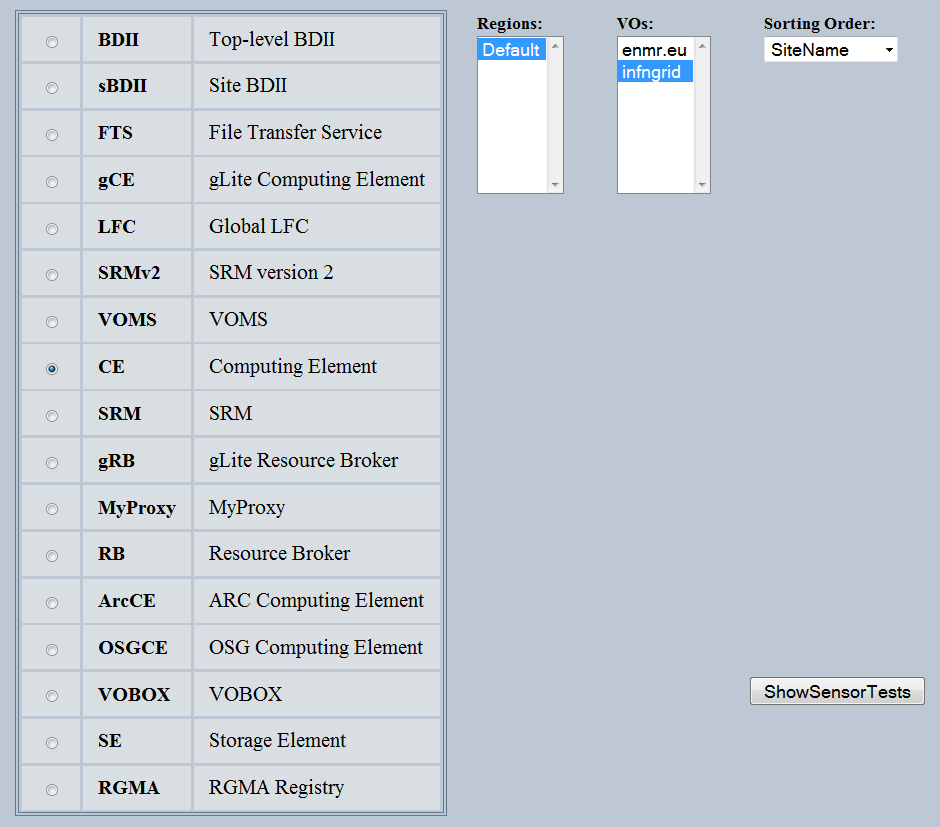 BDII Top-level BDII
sBDII Site BDII
FTS File Transfer Service
gCE gLite Computing Element
LFC Global LFC
SRMv2 SRM version 2
VOMS VOMS
CE Computing Element
SRM SRM
gRB gLite Resource Broker
MyProxy MyProxy
RB Resource Broker
ArcCE ARC Computing Element
OSGCE OSG Computing Element
VOBOX VOBOX
SE Storage Element
RGMA RGMA Registry
Regions:
Default
VOs:
enmr.eu
infngrid
Sorting Order:
SiteName
ShowSensorTests